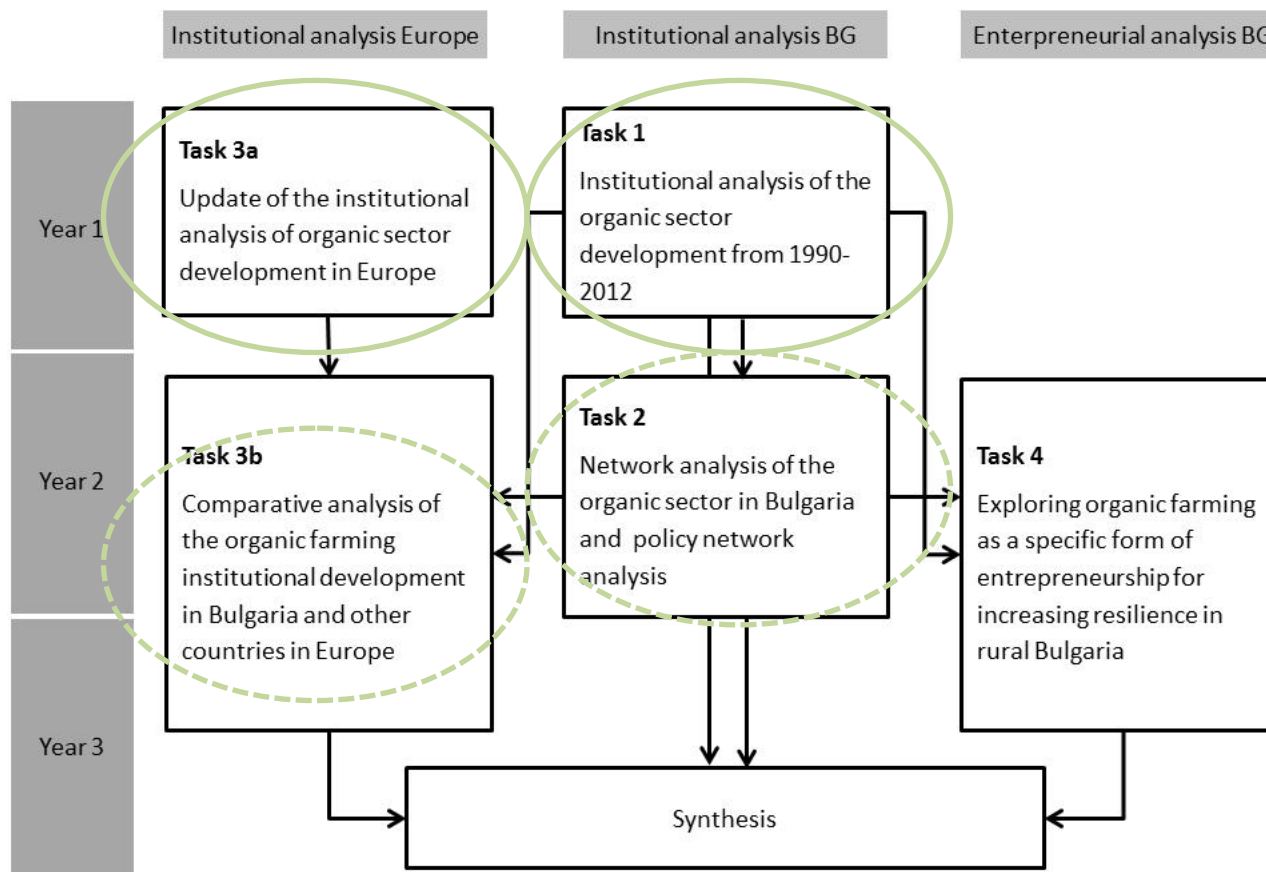 Institutional analysis Europe
Institutional analysis BG
Enterpreneurial analysis BG
Year 1
Task 3a
Update of the institutional
analysis of organic sector
development in Europe
Task 1
Institutional analysis of the
organic sector
development from 1990-
2012
Year 2
Task 3b
Comparative analysis of
the organic farming
institutional development
in Bulgaria and other
countries in Europe
Task 2
Network analysis of the
organic sector in Bulgaria
and policy network
analysis
Task 4
Exploring organic farming
as a specific form of
entrepreneurship for
increasing resilience in
rural Bulgaria
Year 3
Synthesis